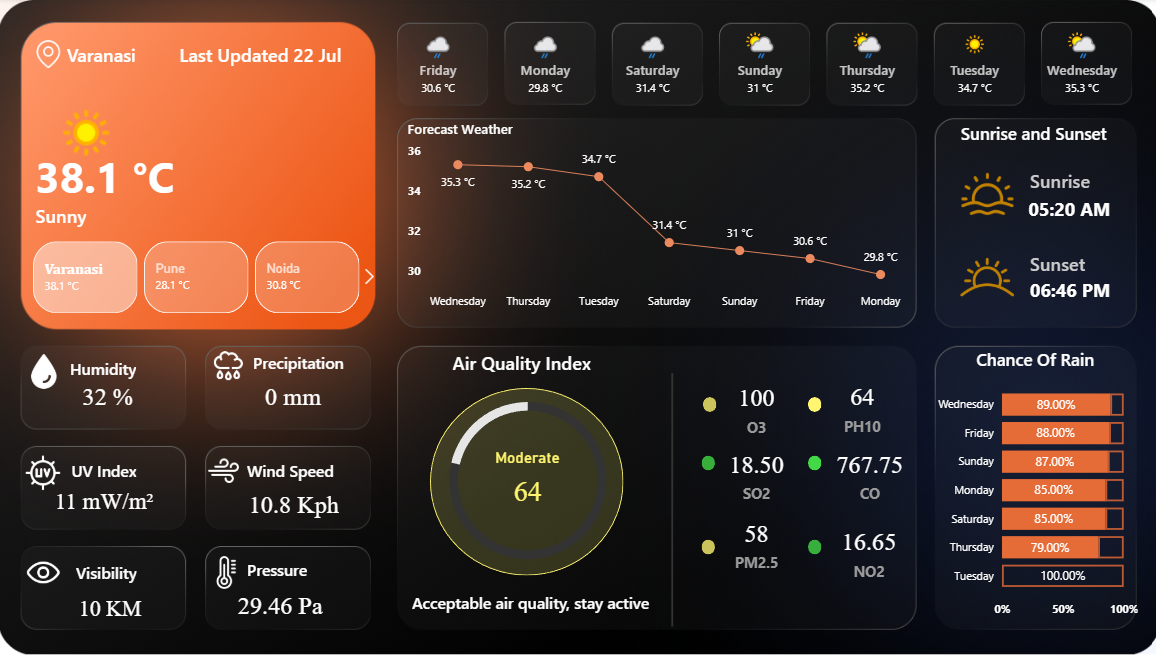 Varanasi
Last Updated 22 Jul
38.1 °C
Sunny
Varanasi
38.1 °C
Pune
28.1 °C
Noida
30.8 °C
Friday
30.6 °C
Monday
29.8 °C
Saturday
31.4 °C
Sunday
31 °C
Thursday
35.2 °C
Tuesday
34.7 °C
Wednesday
35.3 °C
Forecast Weather
36
34
32
30
35.3 °C
35.2 °C
34.7 °C
31.4 °C
31 °C
30.6 °C
29.8 °C
Wednesday
Thursday
Tuesday
Saturday
Sunday
Friday
Monday
Sunrise and Sunset
Sunrise
05:20 AM
Sunset
06:46 PM
Humidity
32 %
Precipitation
0 mm
UV
UV Index
11 mW/m²
Wind Speed
10.8 Kph
Visibility
10 KM
Pressure
29.46 Pa
Air Quality Index
Moderate
64
Acceptable air quality, stay active
100
O3
64
PH10
18.50
SO2
767.75
CO
58
PM2.5
16.65
NO2
Chance Of Rain
Wednesday 89.00%
Friday 88.00%
Sunday 87.00%
Monday 85.00%
Saturday 85.00%
Thursday 79.00%
Tuesday 100.00%
0% 50% 100%